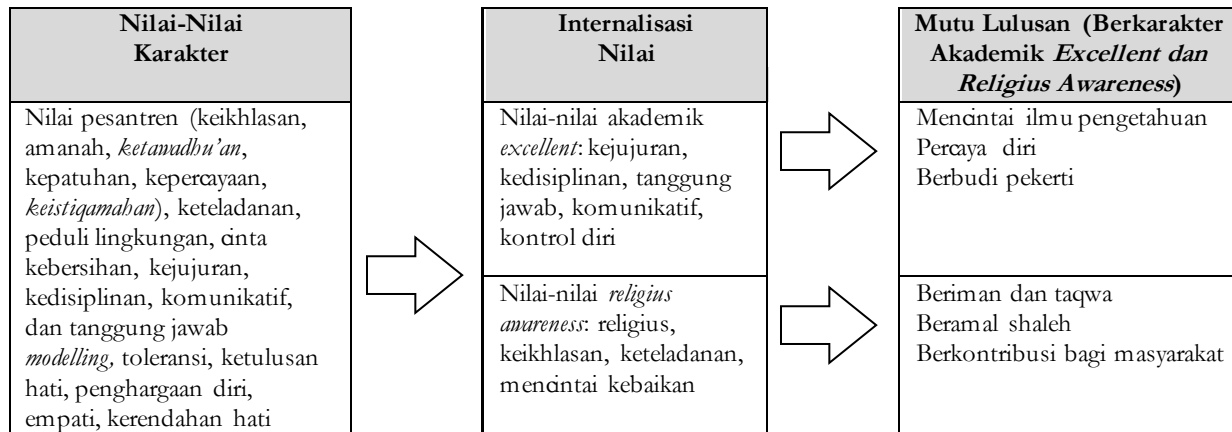 Nilai-Nilai
Karakter
Nilai pesantren (keikhlasan,
amanah, ketawadhu’an,
kepatuhan, kepercayaan,
keistiqamahan), keteladanan,
peduli lingkungan, cinta
kebersihan, kejujuran,
kedisiplinan, komunikatif,
dan tanggung jawab
modelling, toleransi, ketulusan
hati, penghargaan diri,
empati, kerendahan hati
Internalisasi
Nilai
Nilai-nilai akademik
excellent: kejujuran,
kedisiplinan, tanggung
jawab, komunikatif,
kontrol diri
Nilai-nilai religius
awareness: religius,
keikhlasan, keteladanan,
mencintai kebaikan
Mutu Lulusan (Berkarakter
Akademik Excellent dan
Religius Awareness)
Mencintai ilmu pengetahuan
Percaya diri
Berbudi pekerti
Beriman dan taqwa
Beramal shaleh
Berkontribusi bagi masyarakat